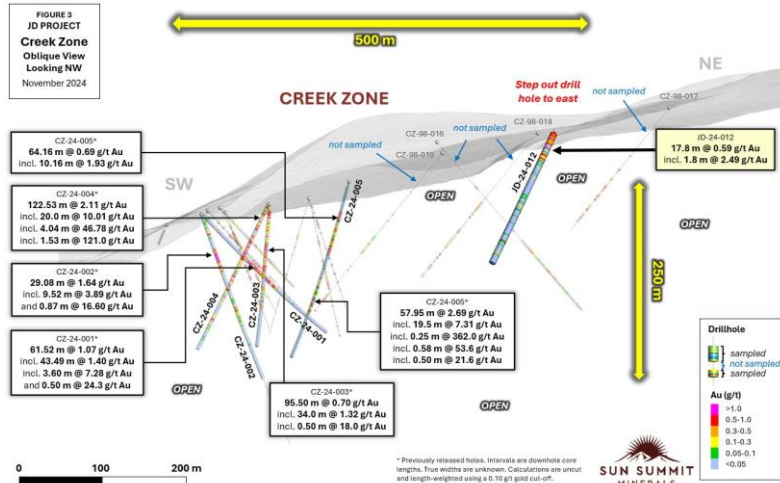 FIGURE 3
JD PROJECT
Creek Zone
Oblique View
Looking NW
November 2024
500 m
NE
CREEK ZONE
Step out drill
hole to east
not sampled
CZ-98-017
CZ-98-016
not sampled
CZ-98-018
not sampled
CZ-98-019
JD-24-012
17.8 m @ 0.59 g/t Au
incl. 1.8 m @ 2.49 g/t Au
CZ-24-005*
64.16 m @ 0.69 g/t Au
incl. 10.16 m @ 1.93 g/t Au
SW
CZ-24-005
JD-24-012
OPEN
OPEN
OPEN
CZ-24-004*
122.53 m @ 2.11 g/t Au
incl. 20.0 m @ 10.01 g/t Au
incl. 4.04 m @ 46.78 g/t Au
incl. 1.53 m @ 121.0 g/t Au
250 m
CZ-24-002*
29.08 m @ 1.64 g/t Au
incl. 9.52 m @ 3.89 g/t Au
and 0.87 m @ 16.60 g/t Au
CZ-24-004
CZ-24-003
CZ-24-001
CZ-24-002
CZ-24-005*
57.95 m @ 2.69 g/t Au
incl. 19.5 m @ 7.31 g/t Au
incl. 0.25 m @ 362.0 g/t Au
incl. 0.58 m @ 53.6 g/t Au
incl. 0.50 m @ 21.6 g/t Au
CZ-24-001*
61.52 m @ 1.07 g/t Au
incl. 43.49 m @ 1.40 g/t Au
incl. 3.60 m @ 7.28 g/t Au
and 0.50 m @ 24.3 g/t Au
OPEN
CZ-24-003*
95.50 m @ 0.70 g/t Au
incl. 34.0 m @ 1.32 g/t Au
incl. 0.50 m @ 18.0 g/t Au
OPEN
Drillhole
sampled
not sampled
sampled
Au (g/t)
>1.0
0.5-1.0
0.3-0.5
0.1-0.3
0.05-0.1
<0.05
0 100 200 m
* Previously released holes. Intervals are downhole core
lengths. True widths are unknown. Calculations are uncut
and length-weighted using a 0.10 g/t gold cut-off.
SUN SUMMIT
MINERALS